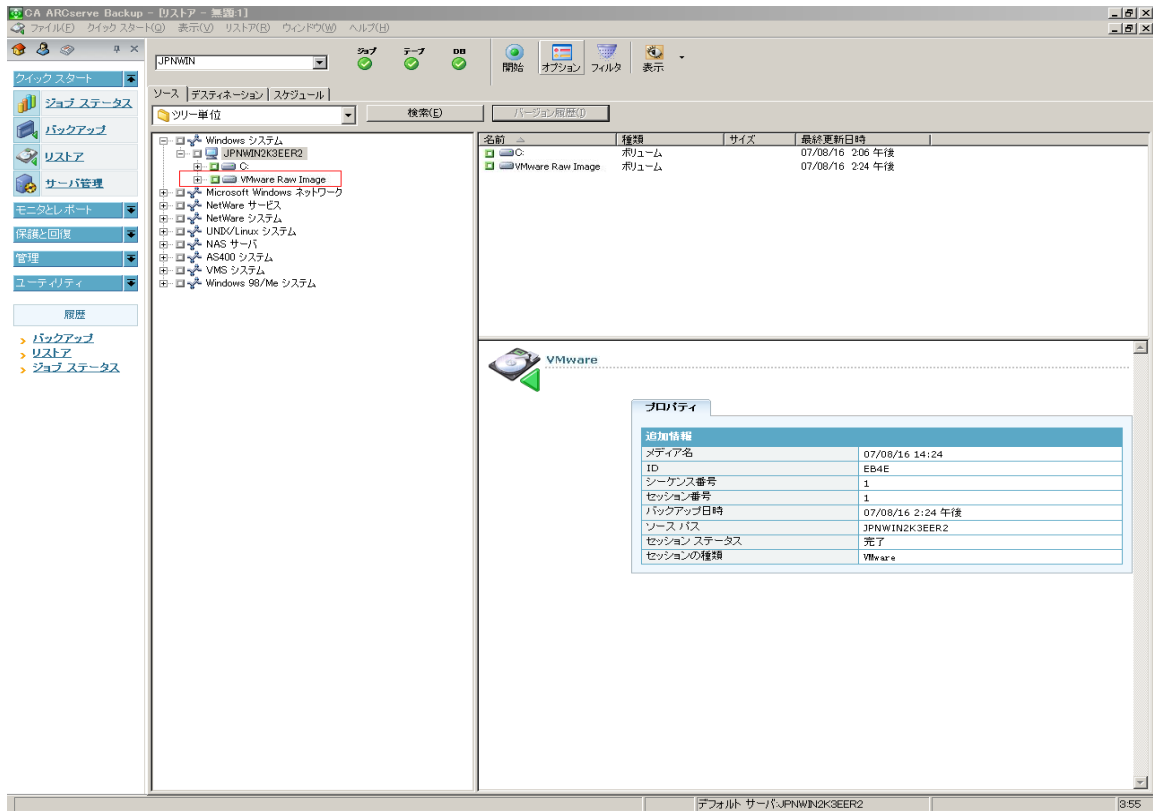 CA ARCserve Backup - [リストア - 無題:1]
ファイル(F) クイック スタート(Q) 表示(V) リストア(R) ウィンドウ(W) ヘルプ(H)
JPNWIN
ジョブ テープ DB
開始 オプション フィルタ 表示
クイック スタート
ジョブ ステータス
バックアップ
リストア
サーバ管理
モニタとレポート
保護と回復
管理
ユーティリティ
履歴
バックアップ
リストア
ジョブ ステータス
ソース デスティネーション スケジュール
ツリー単位 検索(E) バージョン履歴(I)
Windows システム
JPNWIN2K3EER2
C:
VMware Raw Image
Microsoft Windows ネットワーク
NetWare サービス
NetWare システム
UNIX/Linux システム
NAS サーバ
AS400 システム
VMS システム
Windows 98/Me システム
名前 種類 サイズ 最終更新日時
C: ボリューム 07/08/16 2:06 午後
VMware Raw Image ボリューム 07/08/16 2:24 午後
VMware
プロパティ
追加情報
メディア名 07/08/16 14:24
ID EB4E
シーケンス番号 1
セッション番号 1
バックアップ日時 07/08/16 2:24 午後
ソース パス JPNWIN2K3EER2
セッション ステータス 完了
セッションの種類 VMware
デフォルト サーバ:JPNWIN2K3EER2 3:55